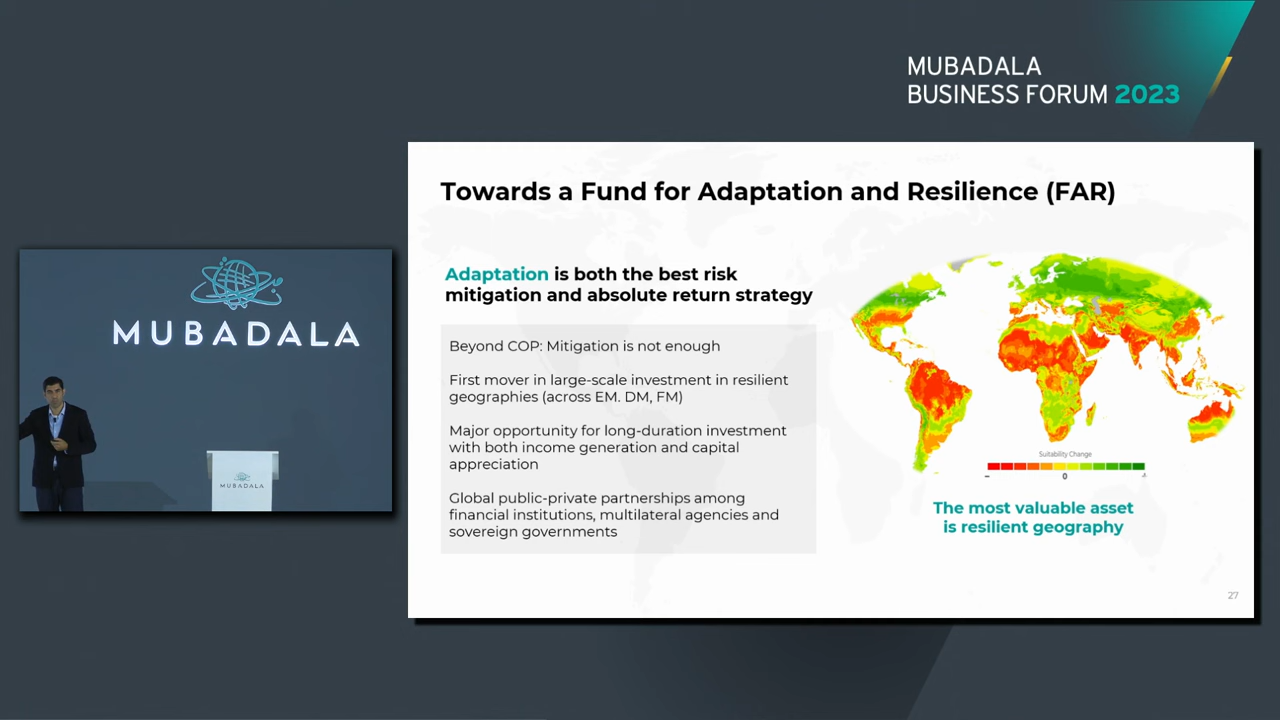 MUBADALA
BUSINESS FORUM 2023
Towards a Fund for Adaptation and Resilience (FAR)
Adaptation is both the best risk
mitigation and absolute return strategy
Beyond COP: Mitigation is not enough
First mover in large-scale investment in resilient
geographies (across EM. DM, FM)
Major opportunity for long-duration investment
with both income generation and capital
appreciation
Global public-private partnerships among
financial institutions, multilateral agencies and
sovereign governments
Suitability Change
–
0
The most valuable asset
is resilient geography
27
MUBADALA
MUBADALA